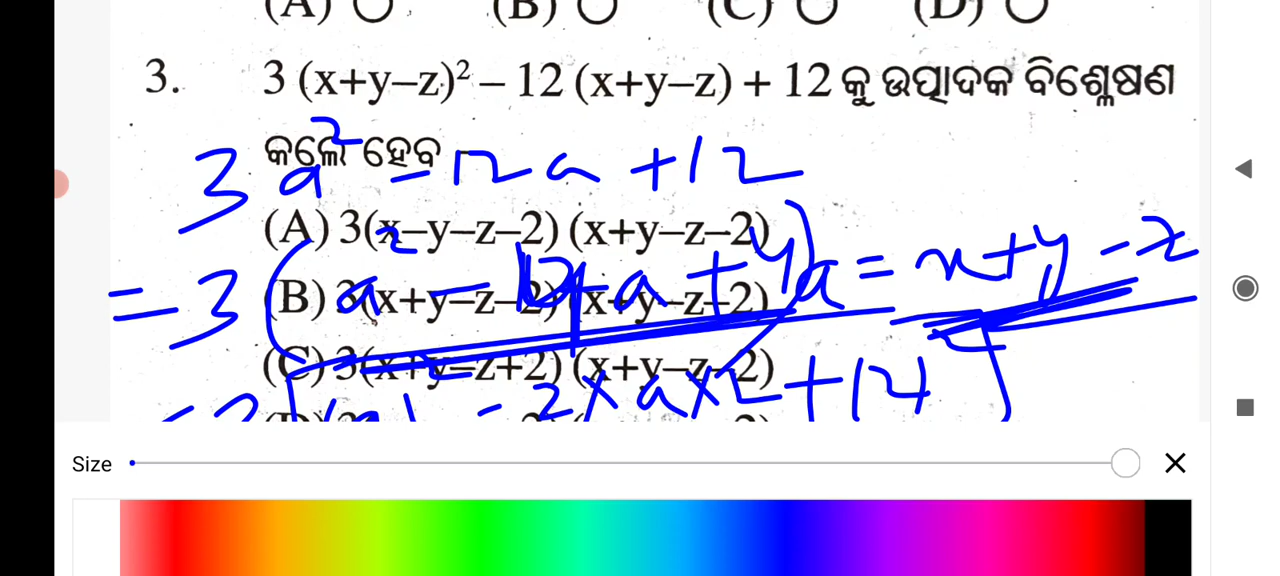 (A) (B) (C) (D)
3. 3 (x+y–z)² – 12 (x+y–z) + 12 କୁ ଉତ୍ପାଦକ ବିଶ୍ଳେଷଣ
କଲେ ହେବ –
3a² – 12a + 12
(A) 3(x–y–z–2) (x+y–z–2)
a = x+y–z
= 3(a² – 4a + 4)
(B) 3(x+y–z–2) (x+y–z–2)
(C) 3(x+y–z+2) (x+y–z–2)
– 2×a×2 +
Size